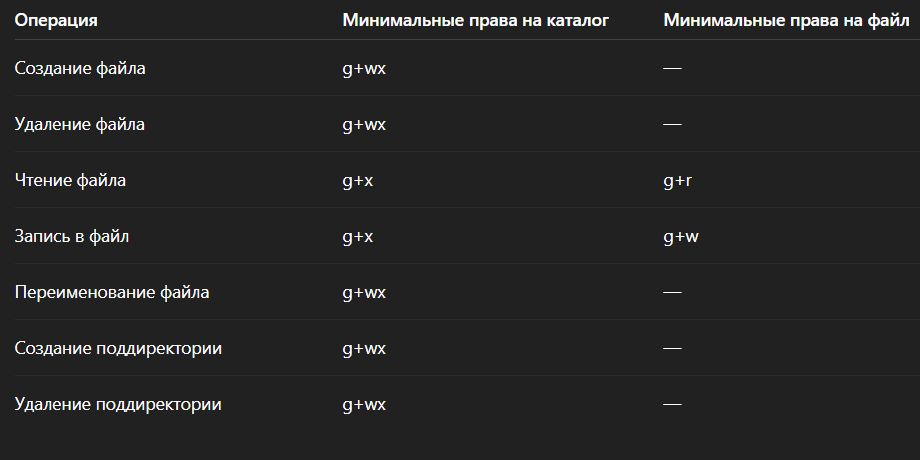 Операция Минимальные права на каталог Минимальные права на файл
Создание файла g+wx —
Удаление файла g+wx —
Чтение файла g+x g+r
Запись в файл g+x g+w
Переименование файла g+wx —
Создание поддиректории g+wx —
Удаление поддиректории g+wx —